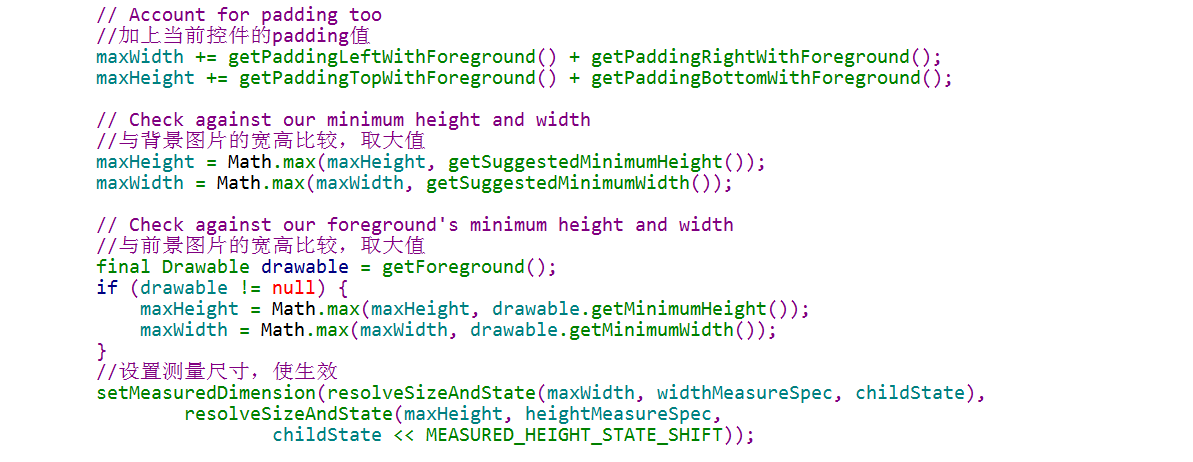 // Account for padding too
//加上当前控件的padding值
maxWidth += getPaddingLeftWithForeground() + getPaddingRightWithForeground();
maxHeight += getPaddingTopWithForeground() + getPaddingBottomWithForeground();
// Check against our minimum height and width
//与背景图片的宽高比较，取大值
maxHeight = Math.max(maxHeight, getSuggestedMinimumHeight());
maxWidth = Math.max(maxWidth, getSuggestedMinimumWidth());
// Check against our foreground's minimum height and width
//与前景图片的宽高比较，取大值
final Drawable drawable = getForeground();
if (drawable != null) {
maxHeight = Math.max(maxHeight, drawable.getMinimumHeight());
maxWidth = Math.max(maxWidth, drawable.getMinimumWidth());
}
//设置测量尺寸，使生效
setMeasuredDimension(resolveSizeAndState(maxWidth, widthMeasureSpec, childState),
resolveSizeAndState(maxHeight, heightMeasureSpec,
childState << MEASURED_HEIGHT_STATE_SHIFT));